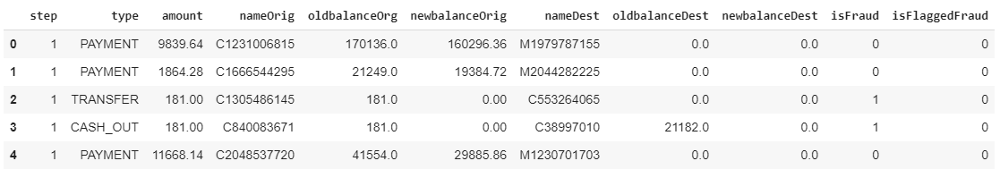 step type amount nameOrig oldbalanceOrg newbalanceOrig nameDest oldbalanceDest newbalanceDest isFraud isFlaggedFraud
0 1 PAYMENT 9839.64 C1231006815 170136.0 160296.36 M1979787155 0.0 0.0 0 0
1 1 PAYMENT 1864.28 C1666544295 21249.0 19384.72 M2044282225 0.0 0.0 0 0
2 1 TRANSFER 181.00 C1305486145 181.0 0.00 C553264065 0.0 0.0 1 0
3 1 CASH_OUT 181.00 C840083671 181.0 0.00 C38997010 21182.0 0.0 1 0
4 1 PAYMENT 11668.14 C2048537720 41554.0 29885.86 M1230701703 0.0 0.0 0 0